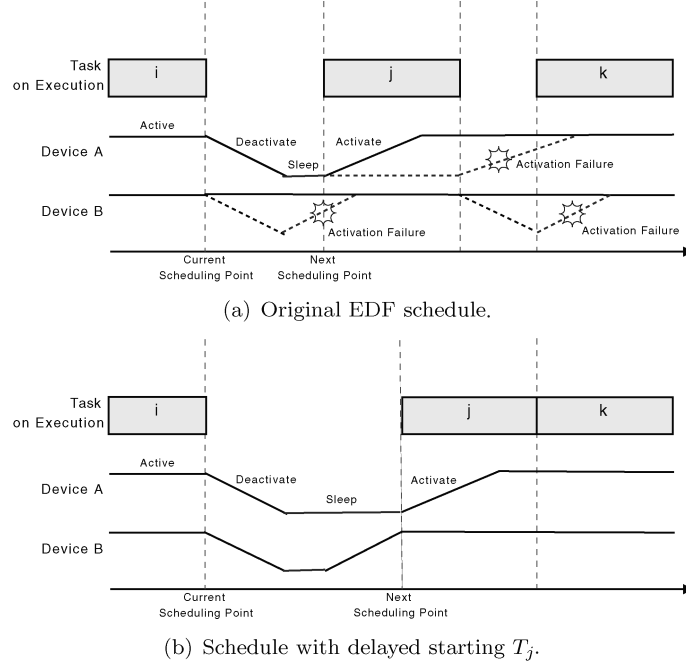 Task
on Execution
i
j
k
Active
Deactivate
Activate
Device A
Sleep
Activation Failure
Device B
Activation Failure
Activation Failure
Current
Scheduling Point
Next
Scheduling Point
(a) Original EDF schedule.
Task
on Execution
i
j
k
Active
Deactivate
Activate
Device A
Sleep
Device B
Current
Scheduling Point
Next
Scheduling Point
(b) Schedule with delayed starting Tj.